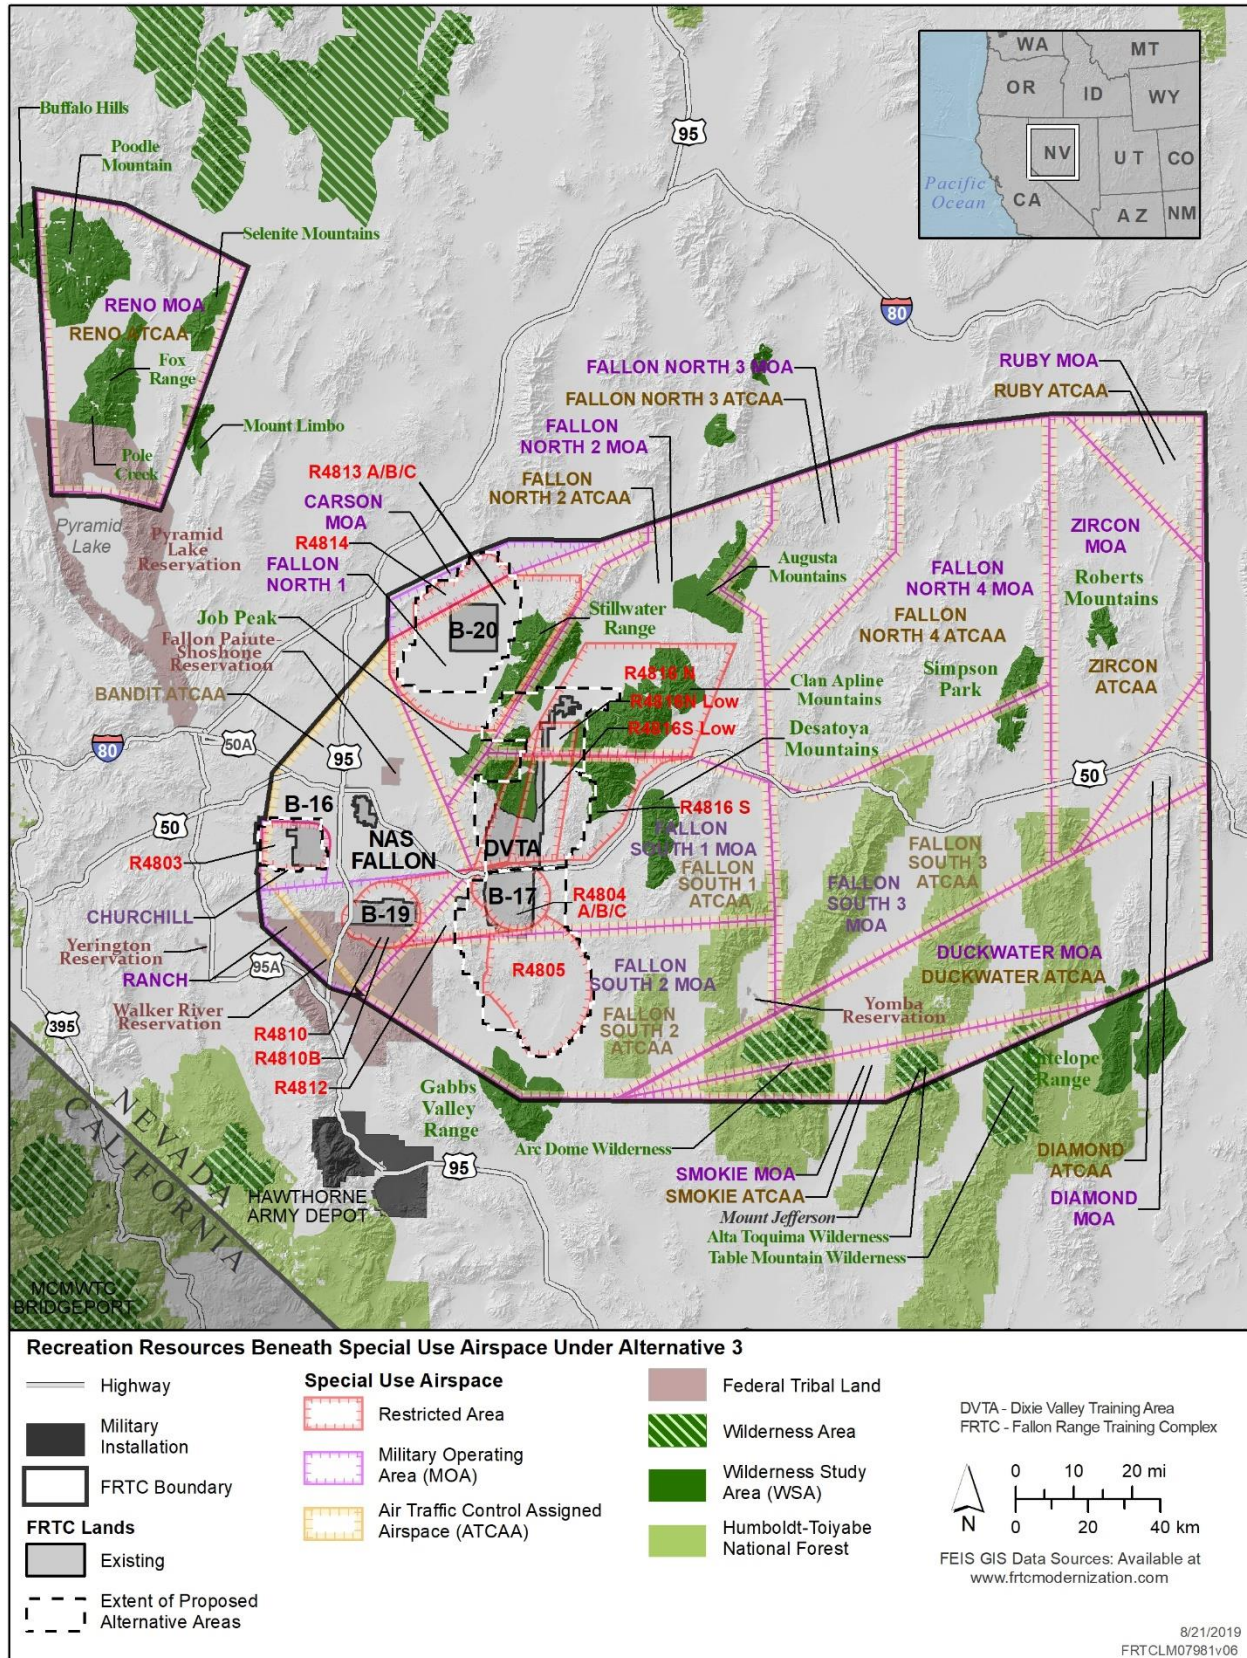 WA
MT
OR
ID
WY
NV
UT
CO
CA
AZ
NM
Pacific
Ocean
95
Buffalo Hills
Poodle
Mountain
Selenite Mountains
RENO MOA
RENO ATCAA
Fox
Range
Mount Limbo
Pole
Creek
Pyramid
Lake
Pyramid
Lake
Reservation
80
FALLON NORTH 3 MOA
FALLON NORTH 3 ATCAA
RUBY MOA
RUBY ATCAA
FALLON
NORTH 2 MOA
FALLON
NORTH 2 ATCAA
R4813 A/B/C
CARSON
MOA
R4814
FALLON
NORTH 1
Job Peak
Fallon Paiute-
Shoshone
Reservation
BANDIT ATCAA
B-20
Stillwater
Range
Augusta
Mountains
ZIRCON
MOA
FALLON
NORTH 4 MOA
FALLON
NORTH 4 ATCAA
Roberts
Mountains
Simpson
Park
ZIRCON
ATCAA
R4816 N
R4816N Low
R4816S Low
Clan Apline
Mountains
Desatoya
Mountains
80
50A
95
50
50
B-16
R4803
NAS
FALLON
DVTA
R4816 S
FALLON
SOUTH 1 MOA
FALLON
SOUTH 1
ATCAA
FALLON
SOUTH 3
ATCAA
FALLON
SOUTH 3
MOA
B-17
R4804
A/B/C
B-19
CHURCHILL
Yerington
Reservation
RANCH
95A
Walker River
Reservation
R4805
FALLON
SOUTH 2 MOA
FALLON
SOUTH 2
ATCAA
DUCKWATER MOA
DUCKWATER ATCAA
Yomba
Reservation
395
R4810
R4810B
R4812
Gabbs
Valley
Range
Antelope
Range
NEVADA
CALIFORNIA
Arc Dome Wilderness
95
HAWTHORNE
ARMY DEPOT
SMOKIE MOA
SMOKIE ATCAA
Mount Jefferson
Alta Toquima Wilderness
Table Mountain Wilderness
DIAMOND
ATCAA
DIAMOND
MOA
MCMWTC
BRIDGEPORT
Recreation Resources Beneath Special Use Airspace Under Alternative 3
Highway
Military
Installation
FRTC Boundary
FRTC Lands
Existing
Extent of Proposed
Alternative Areas
Special Use Airspace
Restricted Area
Military Operating
Area (MOA)
Air Traffic Control Assigned
Airspace (ATCAA)
Federal Tribal Land
Wilderness Area
Wilderness Study
Area (WSA)
Humboldt-Toiyabe
National Forest
DVTA - Dixie Valley Training Area
FRTC - Fallon Range Training Complex
N
0 10 20 mi
0 20 40 km
FEIS GIS Data Sources: Available at
www.frtcmodernization.com
8/21/2019
FRTCLM07981v06